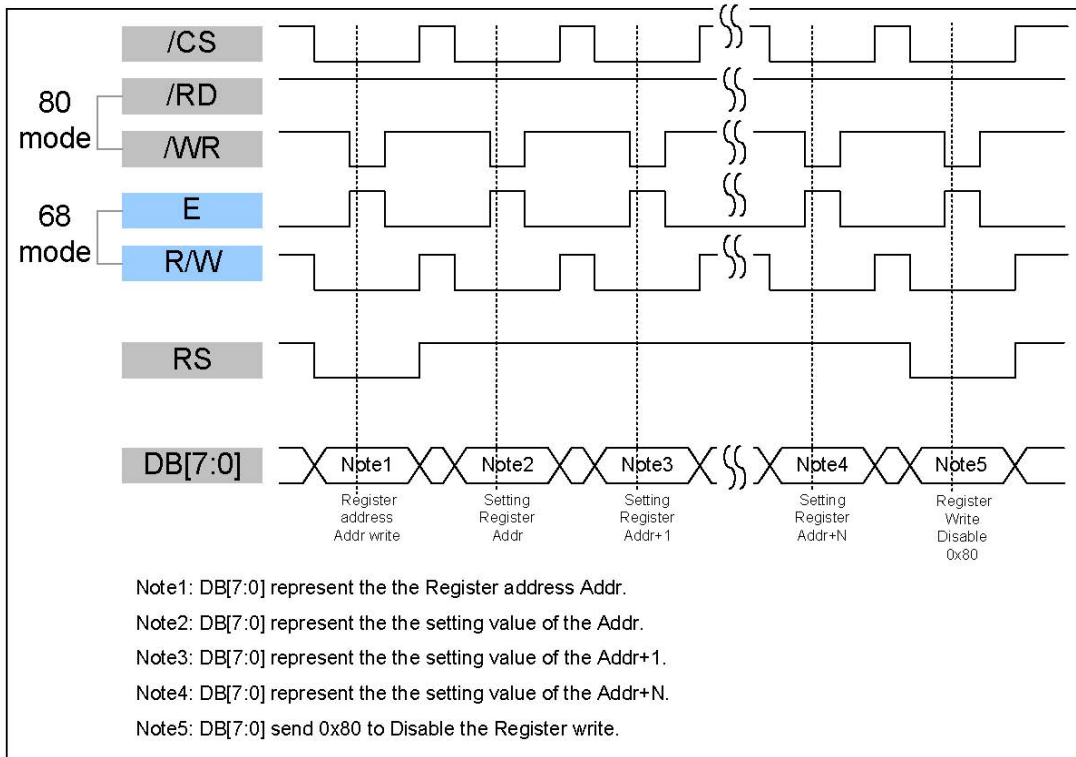 /CS
80
mode
/RD
/WR
68
mode
E
R/W
RS
DB[7:0]
Note1
Note2
Note3
Note4
Note5
Register
address
Addr write
Setting
Register
Addr
Setting
Register
Addr+1
Setting
Register
Addr+N
Register
Write
Disable
0x80
Note1: DB[7:0] represent the the Register address Addr.
Note2: DB[7:0] represent the the setting value of the Addr.
Note3: DB[7:0] represent the the setting value of the Addr+1.
Note4: DB[7:0] represent the the setting value of the Addr+N.
Note5: DB[7:0] send 0x80 to Disable the Register write.